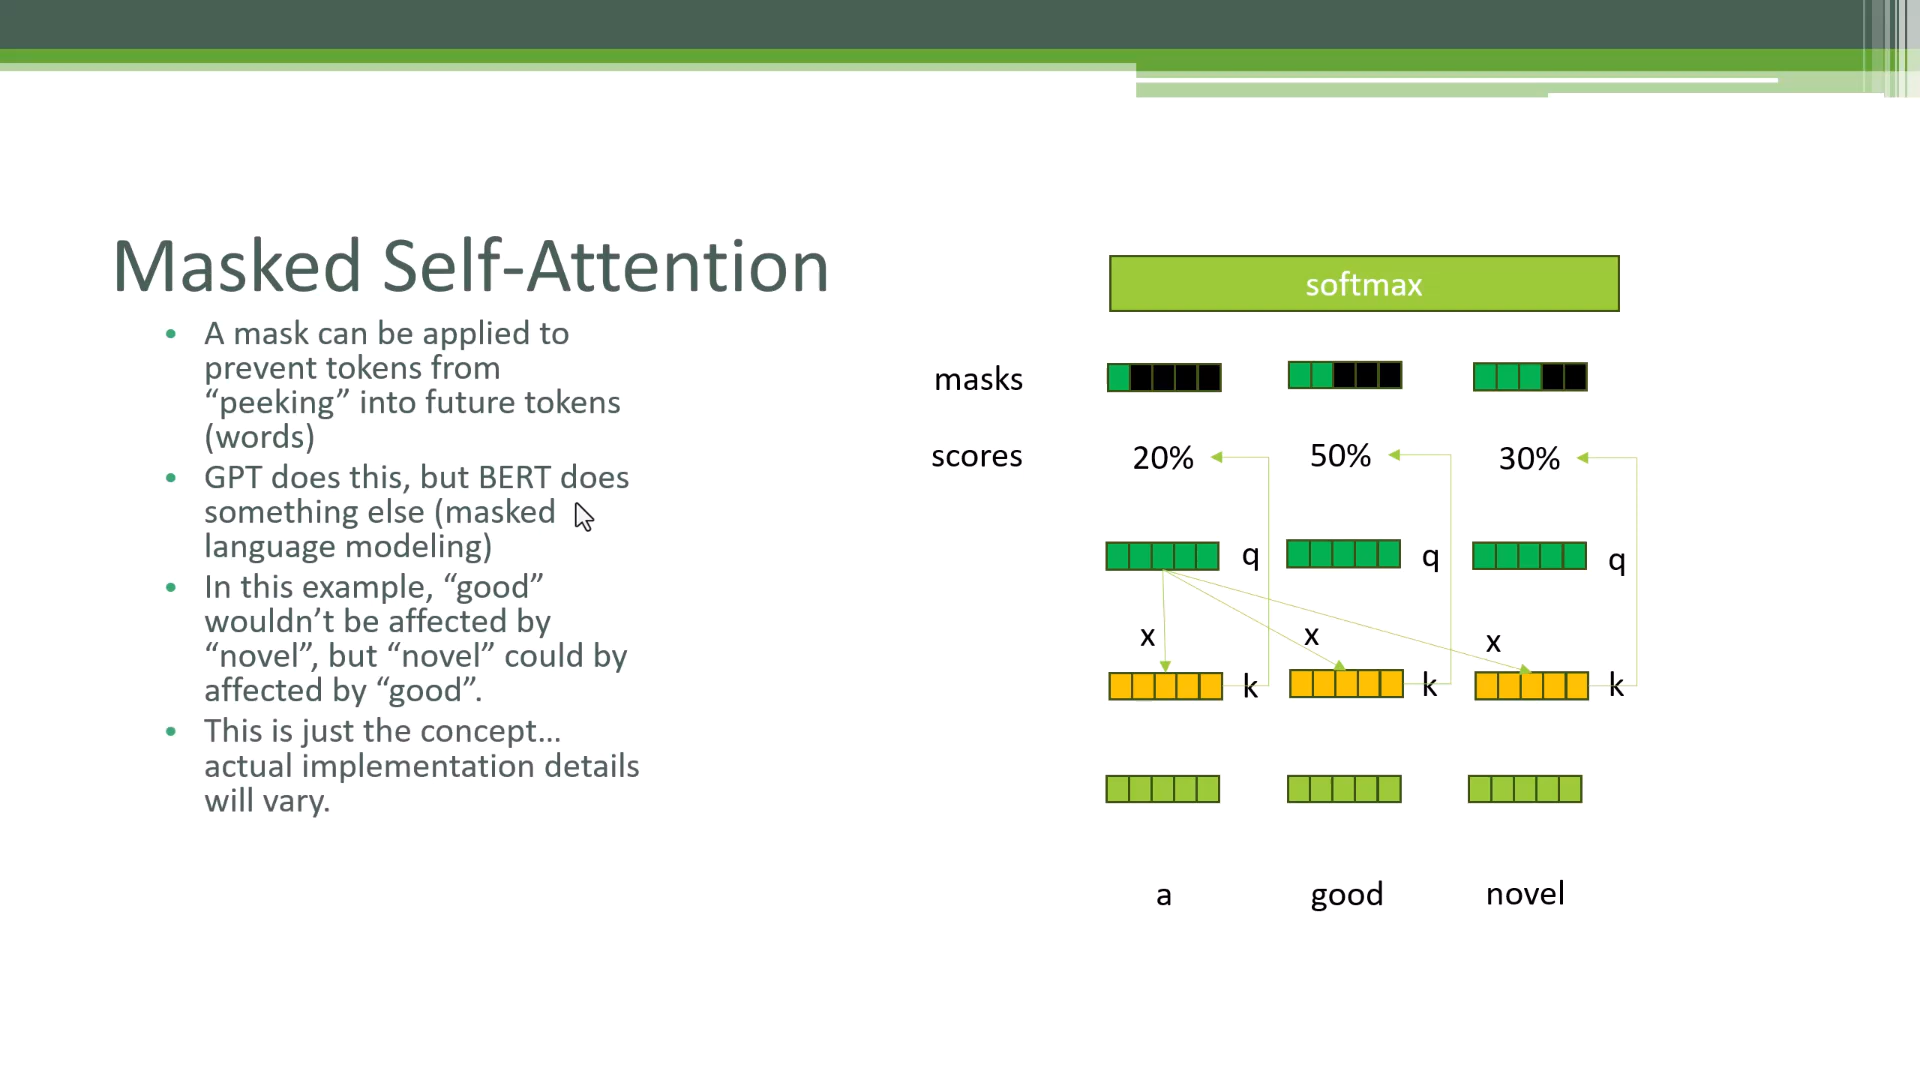 Masked Self-Attention
• A mask can be applied to
prevent tokens from
“peeking” into future tokens
(words)
• GPT does this, but BERT does
something else (masked
language modeling)
• In this example, “good”
wouldn’t be affected by
“novel”, but “novel” could by
affected by “good”.
• This is just the concept…
actual implementation details
will vary.
softmax
masks
scores 20% 50% 30%
q q q
x x x
k k k
a good novel